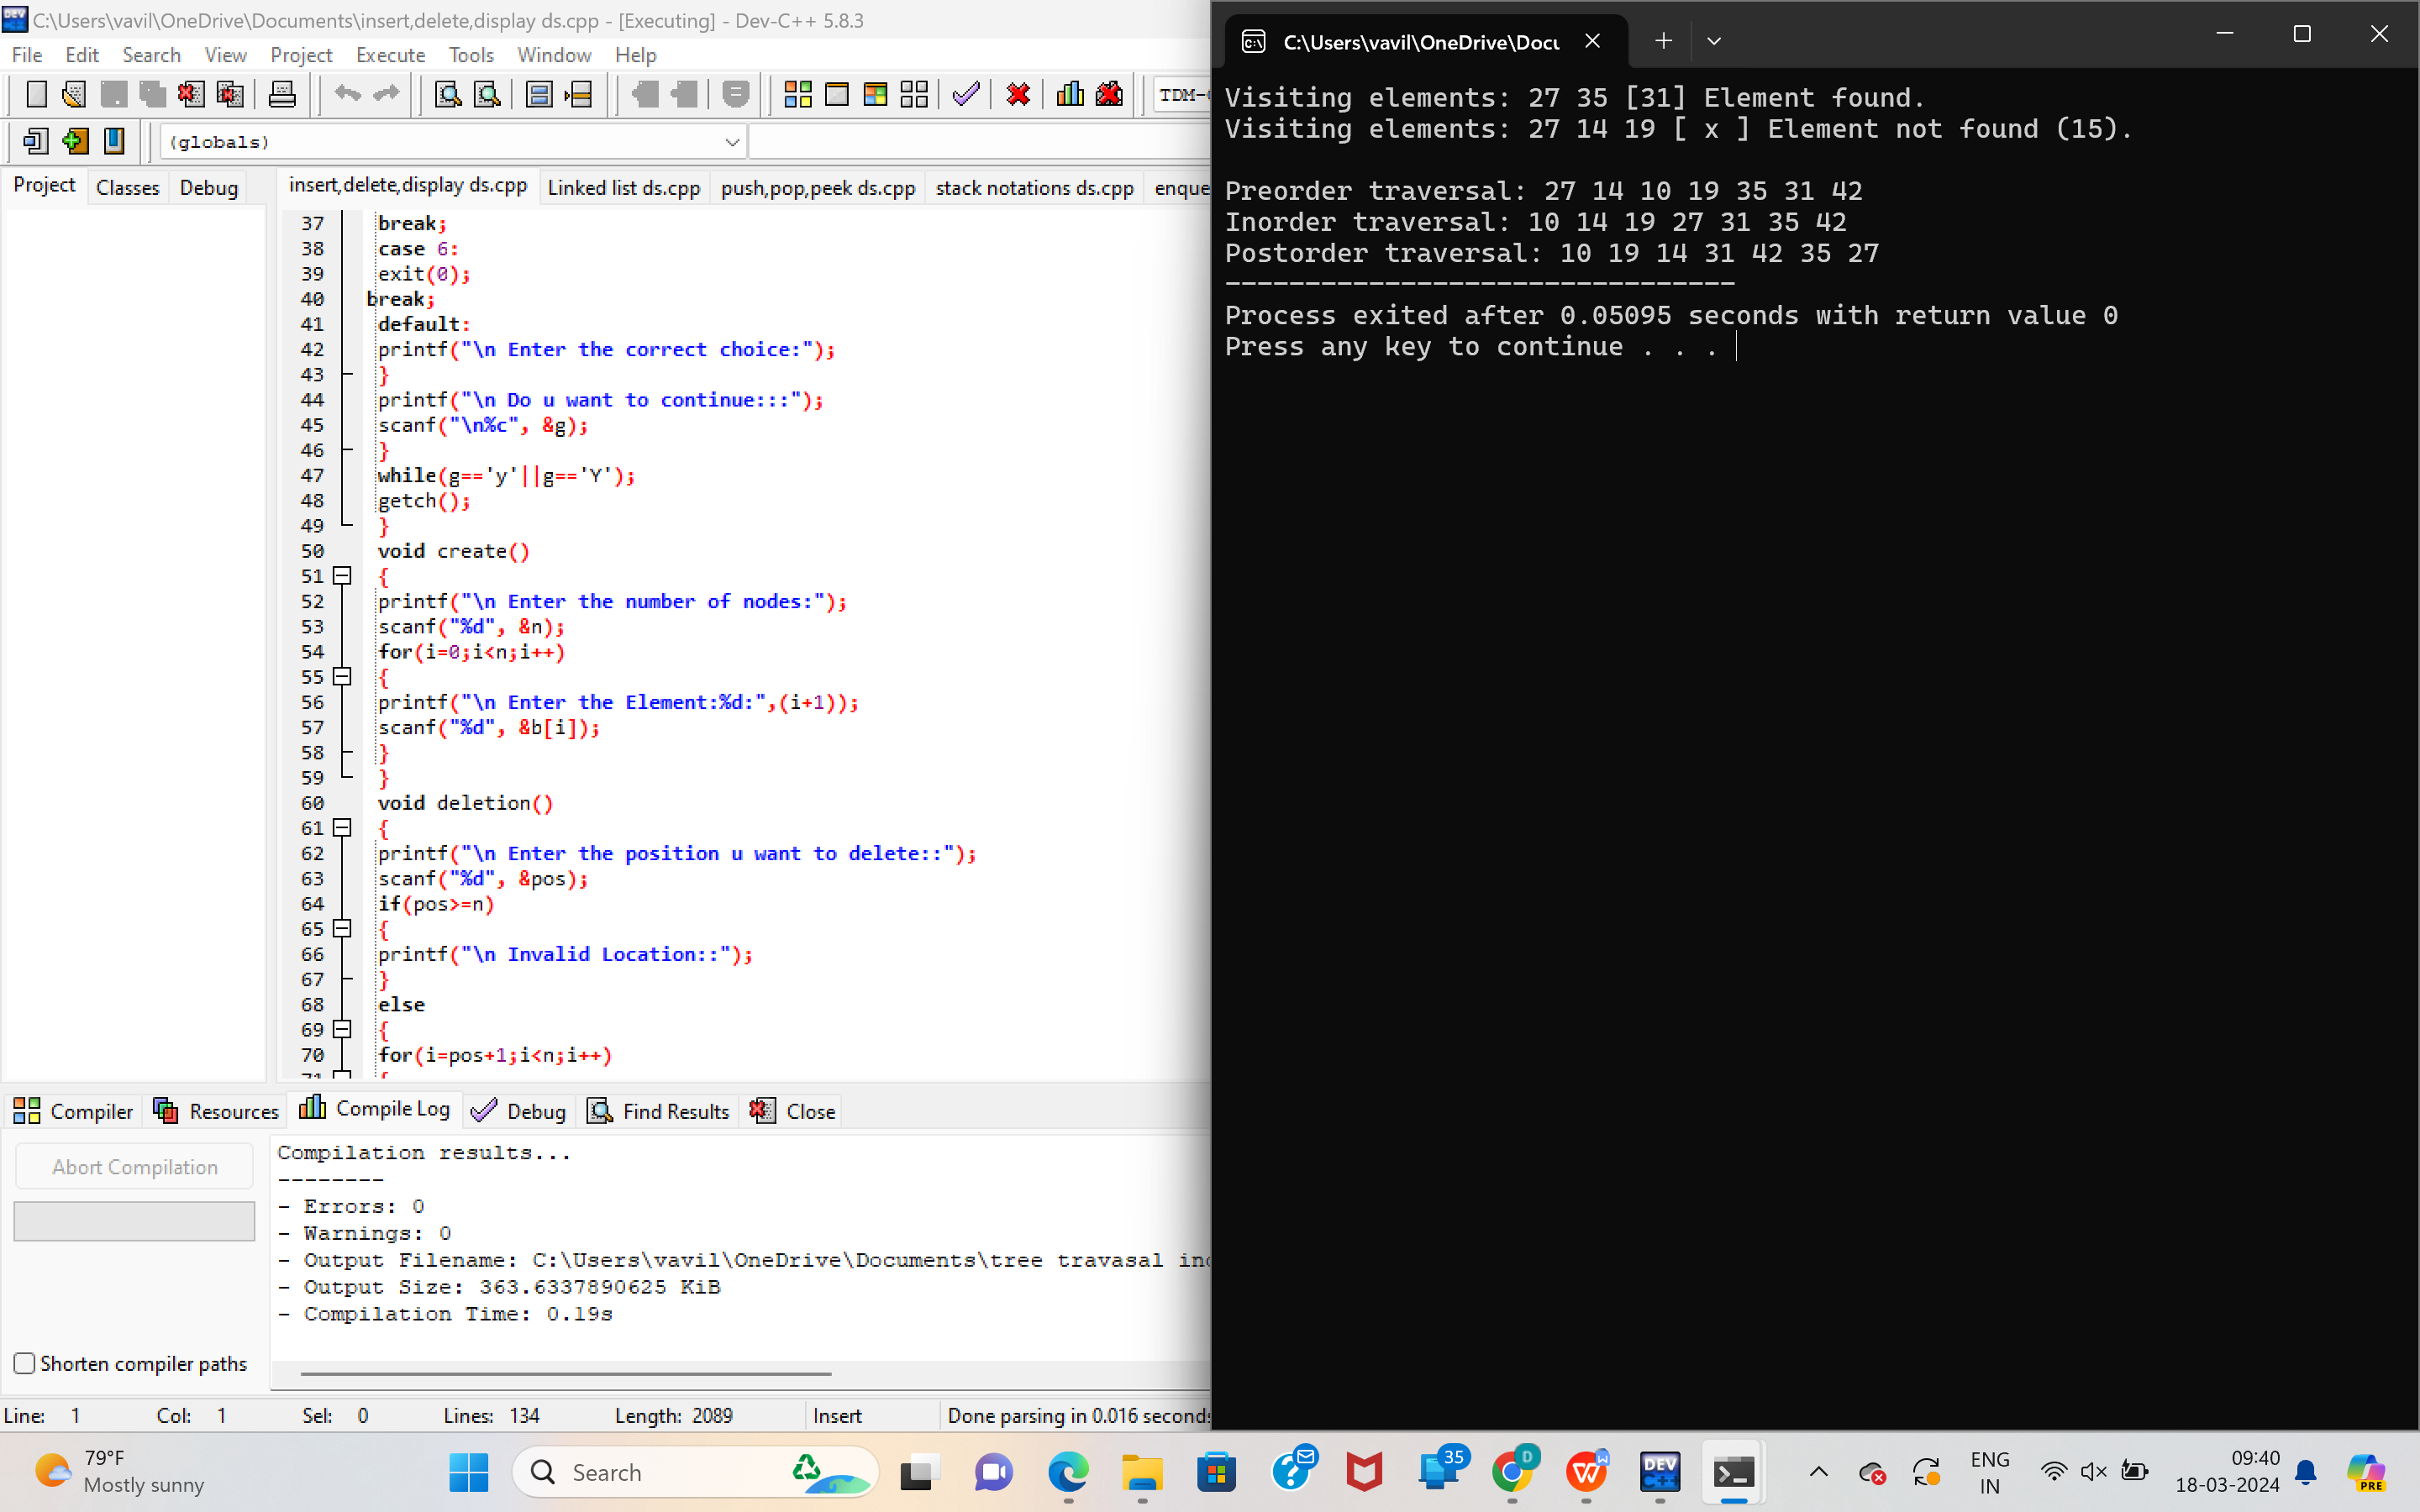 C:\Users\vavil\OneDrive\Documents\insert,delete,display ds.cpp - [Executing] - Dev-C++ 5.8.3
File Edit Search View Project Execute Tools Window Help
TDM-
(globals)
Project Classes Debug
insert,delete,display ds.cpp Linked list ds.cpp push,pop,peek ds.cpp stack notations ds.cpp enque
37 break;
38 case 6:
39 exit(0);
40 break;
41 default:
42 printf("\n Enter the correct choice:");
43 }
44 printf("\n Do u want to continue:::");
45 scanf("\n%c", &g);
46 }
47 while(g=='y'||g=='Y');
48 getch();
49 }
50 void create()
51 {
52 printf("\n Enter the number of nodes:");
53 scanf("%d", &n);
54 for(i=0;i<n;i++)
55 {
56 printf("\n Enter the Element:%d:",(i+1));
57 scanf("%d", &b[i]);
58 }
59 }
60 void deletion()
61 {
62 printf("\n Enter the position u want to delete::");
63 scanf("%d", &pos);
64 if(pos>=n)
65 {
66 printf("\n Invalid Location::");
67 }
68 else
69 {
70 for(i=pos+1;i<n;i++)
71 {
Compiler Resources Compile Log Debug Find Results Close
Abort Compilation
Shorten compiler paths
Compilation results...
--------
- Errors: 0
- Warnings: 0
- Output Filename: C:\Users\vavil\OneDrive\Documents\tree travasal in
- Output Size: 363.6337890625 KiB
- Compilation Time: 0.19s
Line: 1 Col: 1 Sel: 0 Lines: 134 Length: 2089 Insert Done parsing in 0.016 seconds
C:\Users\vavil\OneDrive\Docu
Visiting elements: 27 35 [31] Element found.
Visiting elements: 27 14 19 [ x ] Element not found (15).
Preorder traversal: 27 14 10 19 35 31 42
Inorder traversal: 10 14 19 27 31 35 42
Postorder traversal: 10 19 14 31 42 35 27
--------------------------------
Process exited after 0.05095 seconds with return value 0
Press any key to continue . . .
79°F
Mostly sunny
Search
35
D
DEV
C++
ENG
IN
09:40
18-03-2024
PRE